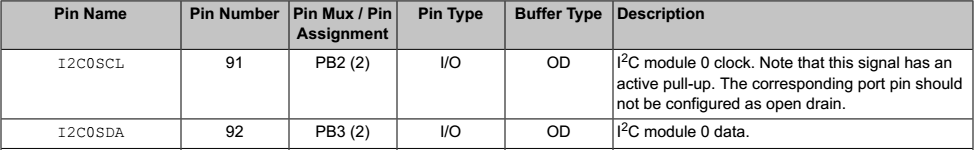 Pin Name Pin Number Pin Mux / Pin Assignment Pin Type Buffer Type Description
I2C0SCL 91 PB2 (2) I/O OD I2C module 0 clock. Note that this signal has an
active pull-up. The corresponding port pin should
not be configured as open drain.
I2C0SDA 92 PB3 (2) I/O OD I2C module 0 data.